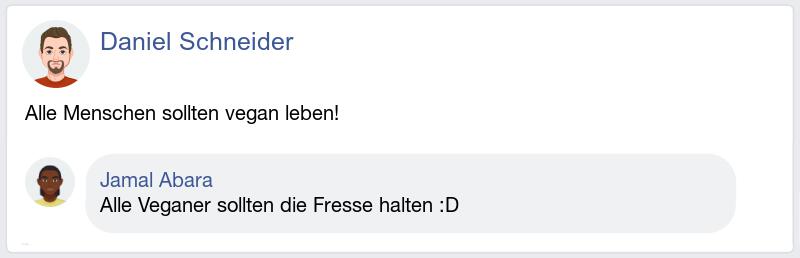 Daniel Schneider
Alle Menschen sollten vegan leben!
Jamal Abara
Alle Veganer sollten die Fresse halten :D